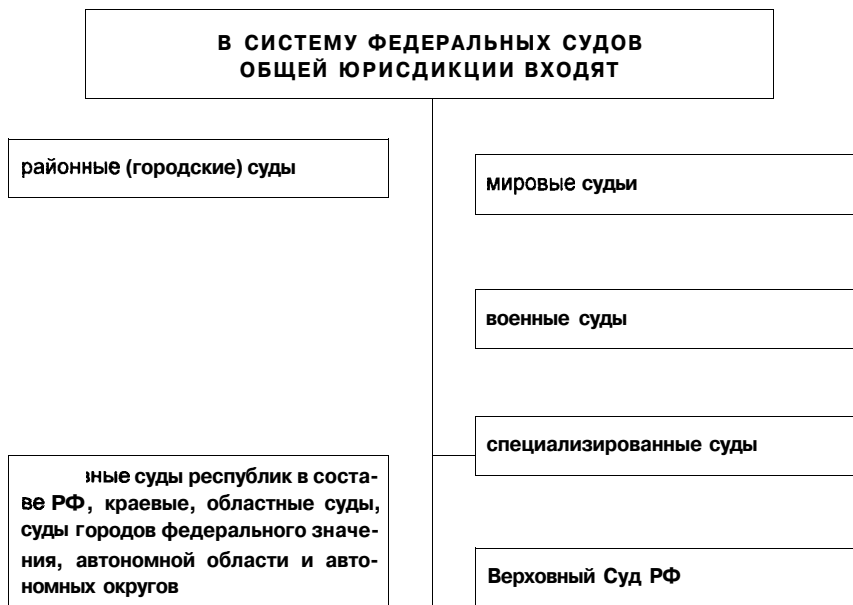 В СИСТЕМУ ФЕДЕРАЛЬНЫХ СУДОВ
ОБЩЕЙ ЮРИСДИКЦИИ ВХОДЯТ
районные (городские) суды
мировые судьи
военные суды
специализированные суды
суды республик в соста-
ве РФ, краевые, областные суды,
суды городов федерального значе-
ния, автономной области и авто-
номных округов
Верховный Суд РФ